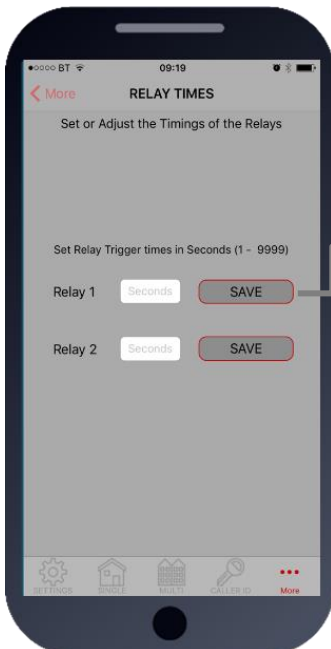 BT 09:19
More RELAY TIMES
Set or Adjust the Timings of the Relays
Set Relay Trigger times in Seconds (1 - 9999)
Relay 1 Seconds SAVE
Relay 2 Seconds SAVE
SETTINGS SINGLE MULTI CALLER ID More